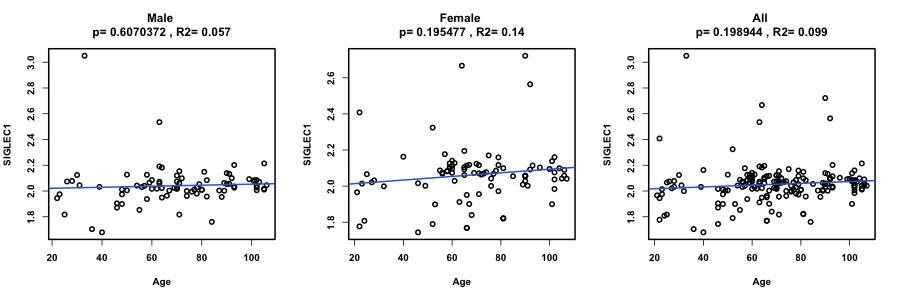 Male
p= 0.6070372 , R2= 0.057
SIGLEC1
3.0
2.8
2.6
2.4
2.2
2.0
1.8
20 40 60 80 100
Age
Female
p= 0.195477 , R2= 0.14
SIGLEC1
2.6
2.4
2.2
2.0
1.8
20 40 60 80 100
Age
All
p= 0.198944 , R2= 0.099
SIGLEC1
3.0
2.8
2.6
2.4
2.2
2.0
1.8
20 40 60 80 100
Age